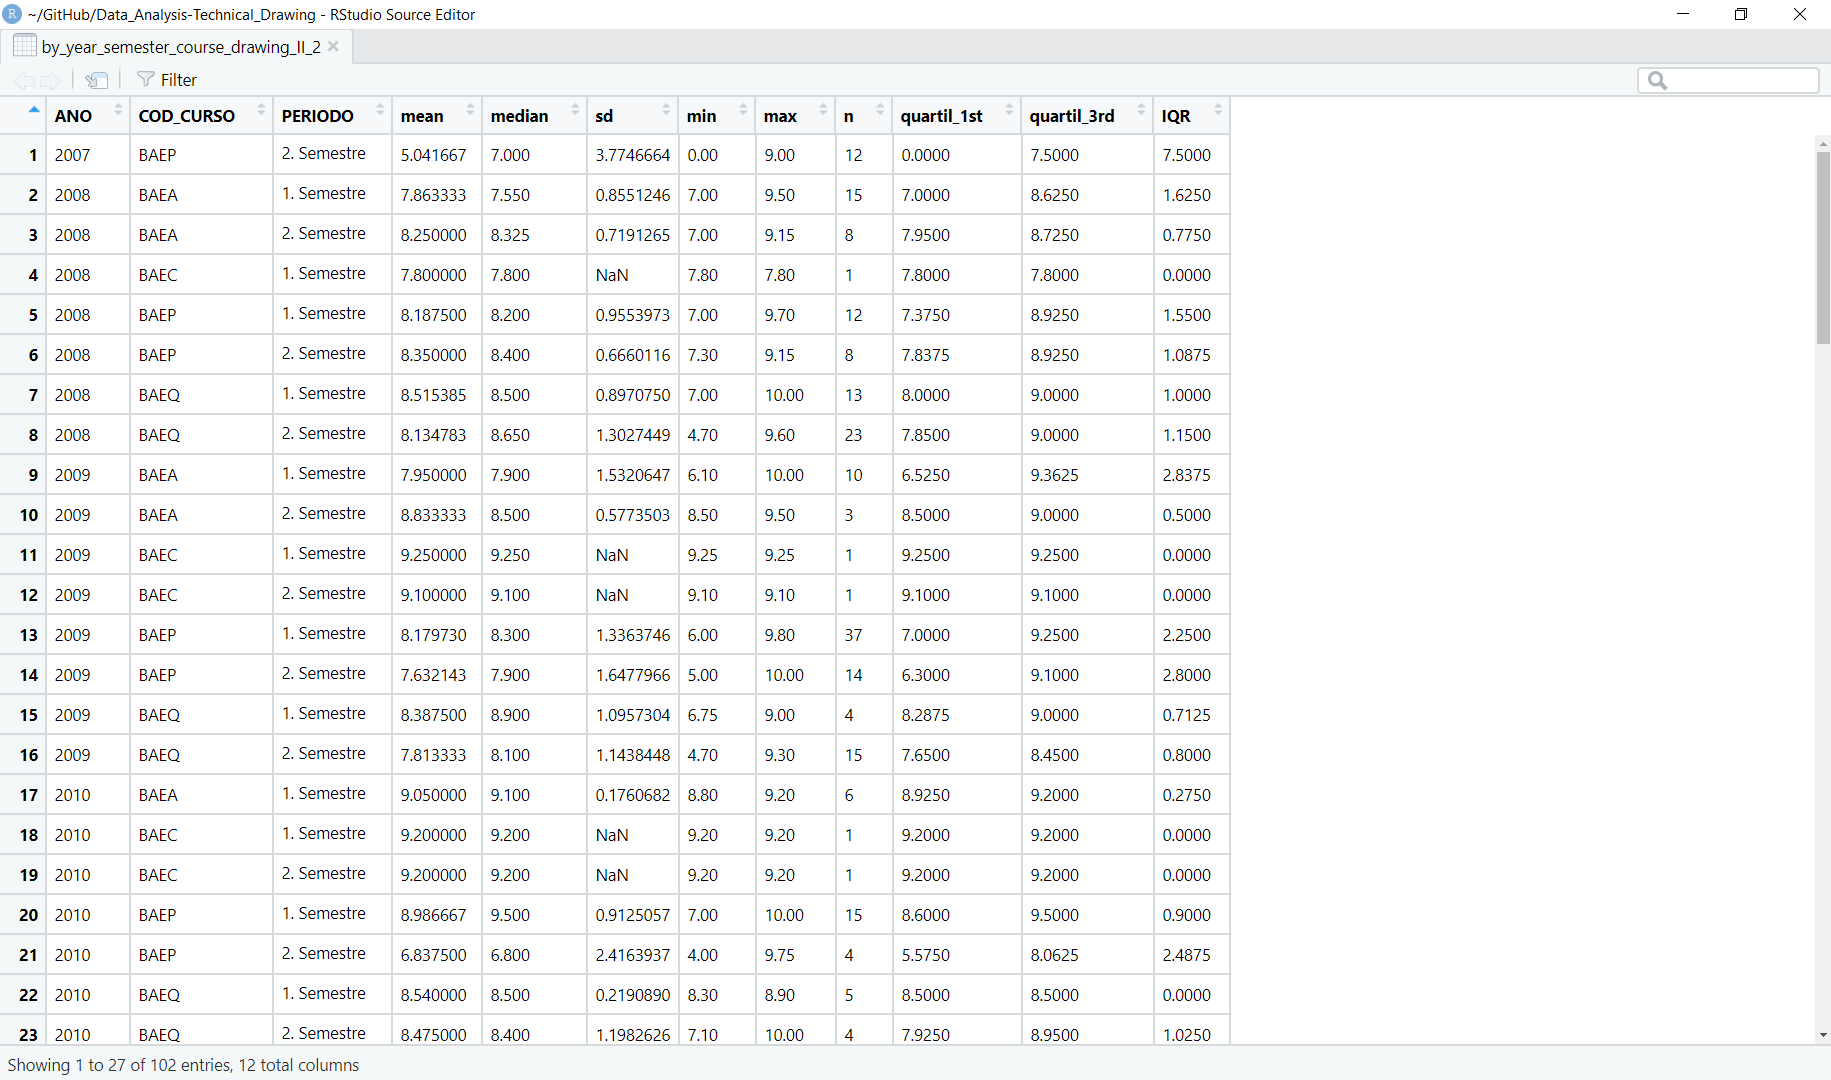 R ~/GitHub/Data_Analysis-Technical_Drawing - RStudio Source Editor
by_year_semester_course_drawing_II_2
Filter
ANO COD_CURSO PERIODO mean median sd min max n quartil_1st quartil_3rd IQR
1 2007 BAEP 2. Semestre 5.041667 7.000 3.7746664 0.00 9.00 12 0.0000 7.5000 7.5000
2 2008 BAEA 1. Semestre 7.863333 7.550 0.8551246 7.00 9.50 15 7.0000 8.6250 1.6250
3 2008 BAEA 2. Semestre 8.250000 8.325 0.7191265 7.00 9.15 8 7.9500 8.7250 0.7750
4 2008 BAEC 1. Semestre 7.800000 7.800 NaN 7.80 7.80 1 7.8000 7.8000 0.0000
5 2008 BAEP 1. Semestre 8.187500 8.200 0.9553973 7.00 9.70 12 7.3750 8.9250 1.5500
6 2008 BAEP 2. Semestre 8.350000 8.400 0.6660116 7.30 9.15 8 7.8375 8.9250 1.0875
7 2008 BAEQ 1. Semestre 8.515385 8.500 0.8970750 7.00 10.00 13 8.0000 9.0000 1.0000
8 2008 BAEQ 2. Semestre 8.134783 8.650 1.3027449 4.70 9.60 23 7.8500 9.0000 1.1500
9 2009 BAEA 1. Semestre 7.950000 7.900 1.5320647 6.10 10.00 10 6.5250 9.3625 2.8375
10 2009 BAEA 2. Semestre 8.833333 8.500 0.5773503 8.50 9.50 3 8.5000 9.0000 0.5000
11 2009 BAEC 1. Semestre 9.250000 9.250 NaN 9.25 9.25 1 9.2500 9.2500 0.0000
12 2009 BAEC 2. Semestre 9.100000 9.100 NaN 9.10 9.10 1 9.1000 9.1000 0.0000
13 2009 BAEP 1. Semestre 8.179730 8.300 1.3363746 6.00 9.80 37 7.0000 9.2500 2.2500
14 2009 BAEP 2. Semestre 7.632143 7.900 1.6477966 5.00 10.00 14 6.3000 9.1000 2.8000
15 2009 BAEQ 1. Semestre 8.387500 8.900 1.0957304 6.75 9.00 4 8.2875 9.0000 0.7125
16 2009 BAEQ 2. Semestre 7.813333 8.100 1.1438448 4.70 9.30 15 7.6500 8.4500 0.8000
17 2010 BAEA 1. Semestre 9.050000 9.100 0.1760682 8.80 9.20 6 8.9250 9.2000 0.2750
18 2010 BAEC 1. Semestre 9.200000 9.200 NaN 9.20 9.20 1 9.2000 9.2000 0.0000
19 2010 BAEC 2. Semestre 9.200000 9.200 NaN 9.20 9.20 1 9.2000 9.2000 0.0000
20 2010 BAEP 1. Semestre 8.986667 9.500 0.9125057 7.00 10.00 15 8.6000 9.5000 0.9000
21 2010 BAEP 2. Semestre 6.837500 6.800 2.4163937 4.00 9.75 4 5.5750 8.0625 2.4875
22 2010 BAEQ 1. Semestre 8.540000 8.500 0.2190890 8.30 8.90 5 8.5000 8.5000 0.0000
23 2010 BAEQ 2. Semestre 8.475000 8.400 1.1982626 7.10 10.00 4 7.9250 8.9500 1.0250
Showing 1 to 27 of 102 entries, 12 total columns